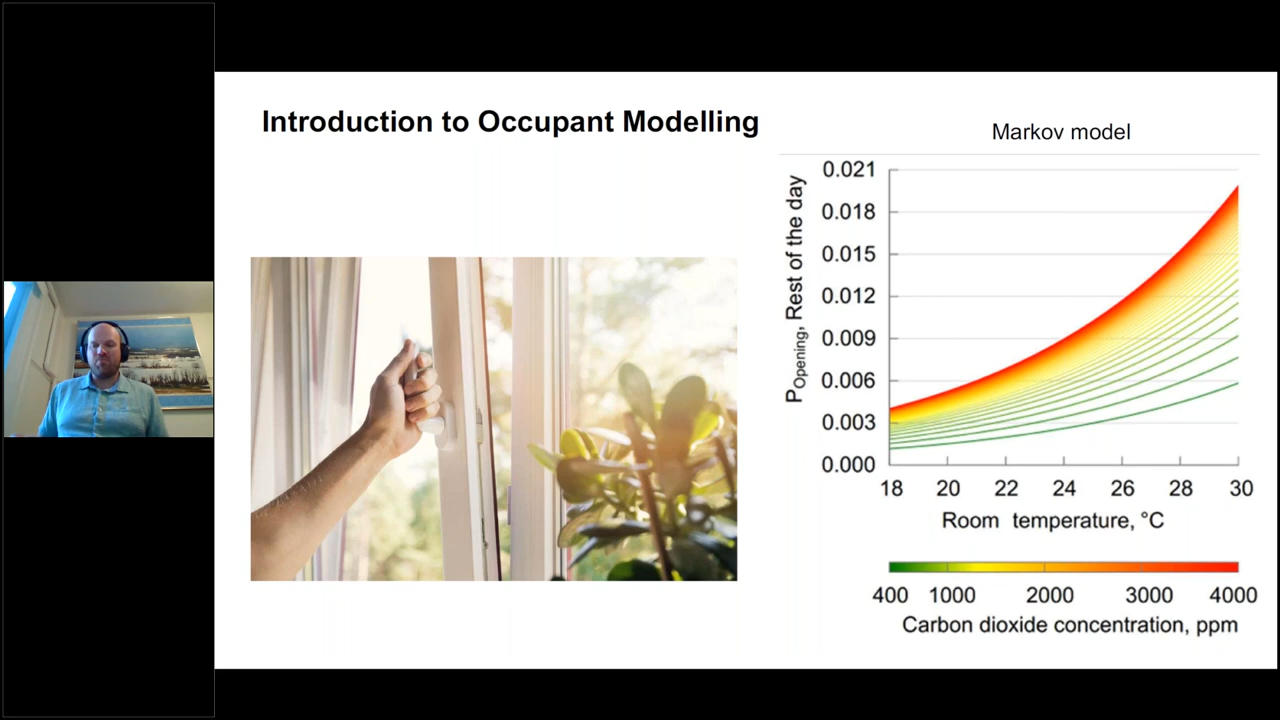 Introduction to Occupant Modelling
Markov model
P_Opening, Rest of the day
0.021
0.018
0.015
0.012
0.009
0.006
0.003
0.000
18 20 22 24 26 28 30
Room temperature, °C
400 1000 2000 3000 4000
Carbon dioxide concentration, ppm